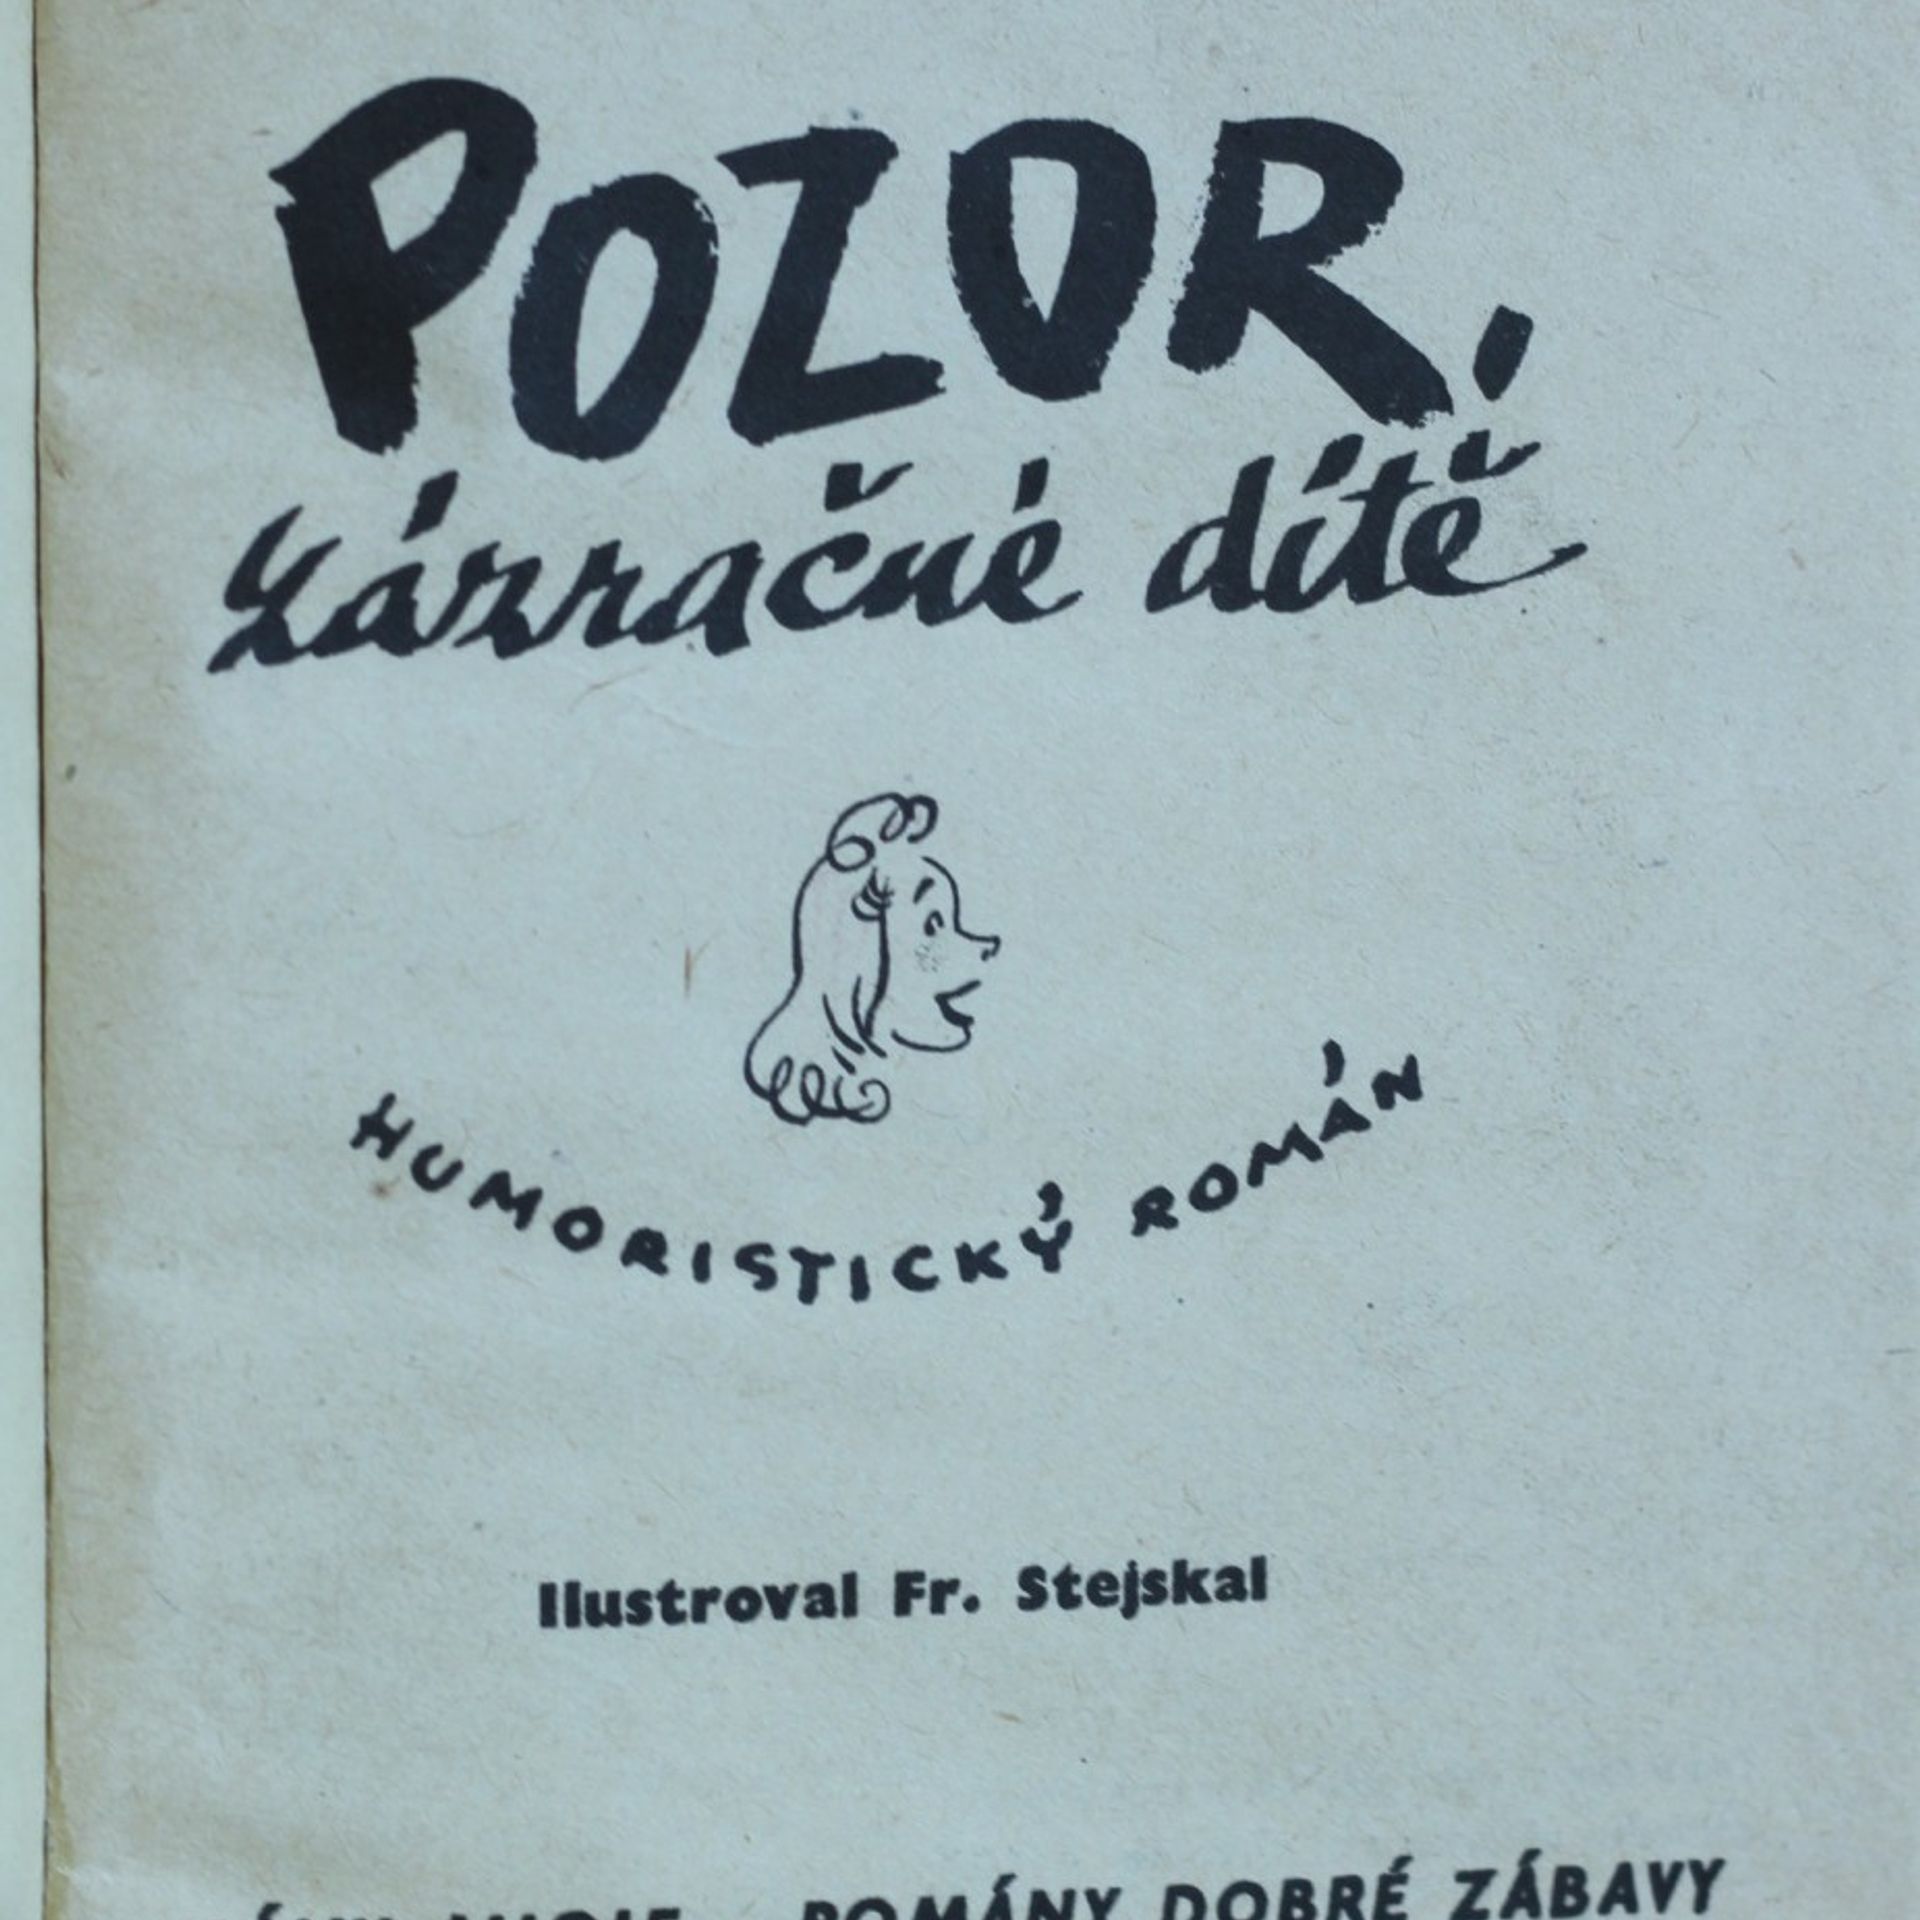 POZOR,
zázračné dítě
HUMORISTICKÝ ROMÁN
Ilustroval Fr. Stejskal
ROMÁNY DOBRÉ ZÁBAVY